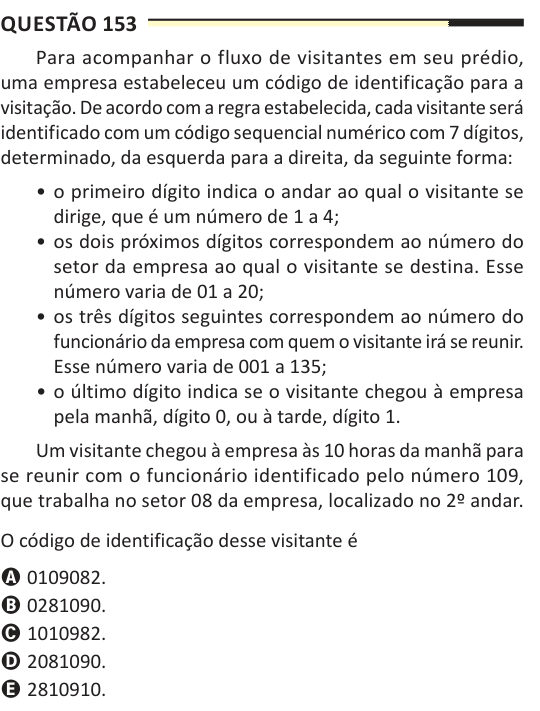 QUESTÃO 153
Para acompanhar o fluxo de visitantes em seu prédio,
uma empresa estabeleceu um código de identificação para a
visitação. De acordo com a regra estabelecida, cada visitante será
identificado com um código sequencial numérico com 7 dígitos,
determinado, da esquerda para a direita, da seguinte forma:
• o primeiro dígito indica o andar ao qual o visitante se
dirige, que é um número de 1 a 4;
• os dois próximos dígitos correspondem ao número do
setor da empresa ao qual o visitante se destina. Esse
número varia de 01 a 20;
• os três dígitos seguintes correspondem ao número do
funcionário da empresa com quem o visitante irá se reunir.
Esse número varia de 001 a 135;
• o último dígito indica se o visitante chegou à empresa
pela manhã, dígito 0, ou à tarde, dígito 1.
Um visitante chegou à empresa às 10 horas da manhã para
se reunir com o funcionário identificado pelo número 109,
que trabalha no setor 08 da empresa, localizado no 2º andar.
O código de identificação desse visitante é
A 0109082.
B 0281090.
C 1010982.
D 2081090.
E 2810910.